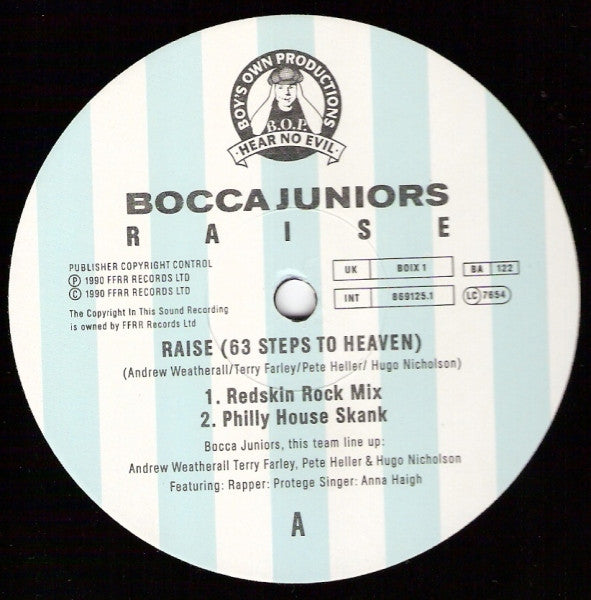 BOY'S OWN PRODUCTIONS
B.O.P.
·HEAR NO EVIL·
BOCCA JUNIORS
RAISE
PUBLISHER COPYRIGHT CONTROL
Ⓟ 1990 FFRR RECORDS LTD
© 1990 FFRR RECORDS LTD
The Copyright In This Sound Recording
is owned by FFRR Records Ltd
UK BOIX 1
BA 122
INT 869125.1
LC 7654
RAISE (63 STEPS TO HEAVEN)
(Andrew Weatherall/Terry Farley/Pete Heller/ Hugo Nicholson)
1. Redskin Rock Mix
2. Philly House Skank
Bocca Juniors, this team line up:
Andrew Weatherall Terry Farley, Pete Heller & Hugo Nicholson
Featuring: Rapper: Protege Singer: Anna Haigh
A